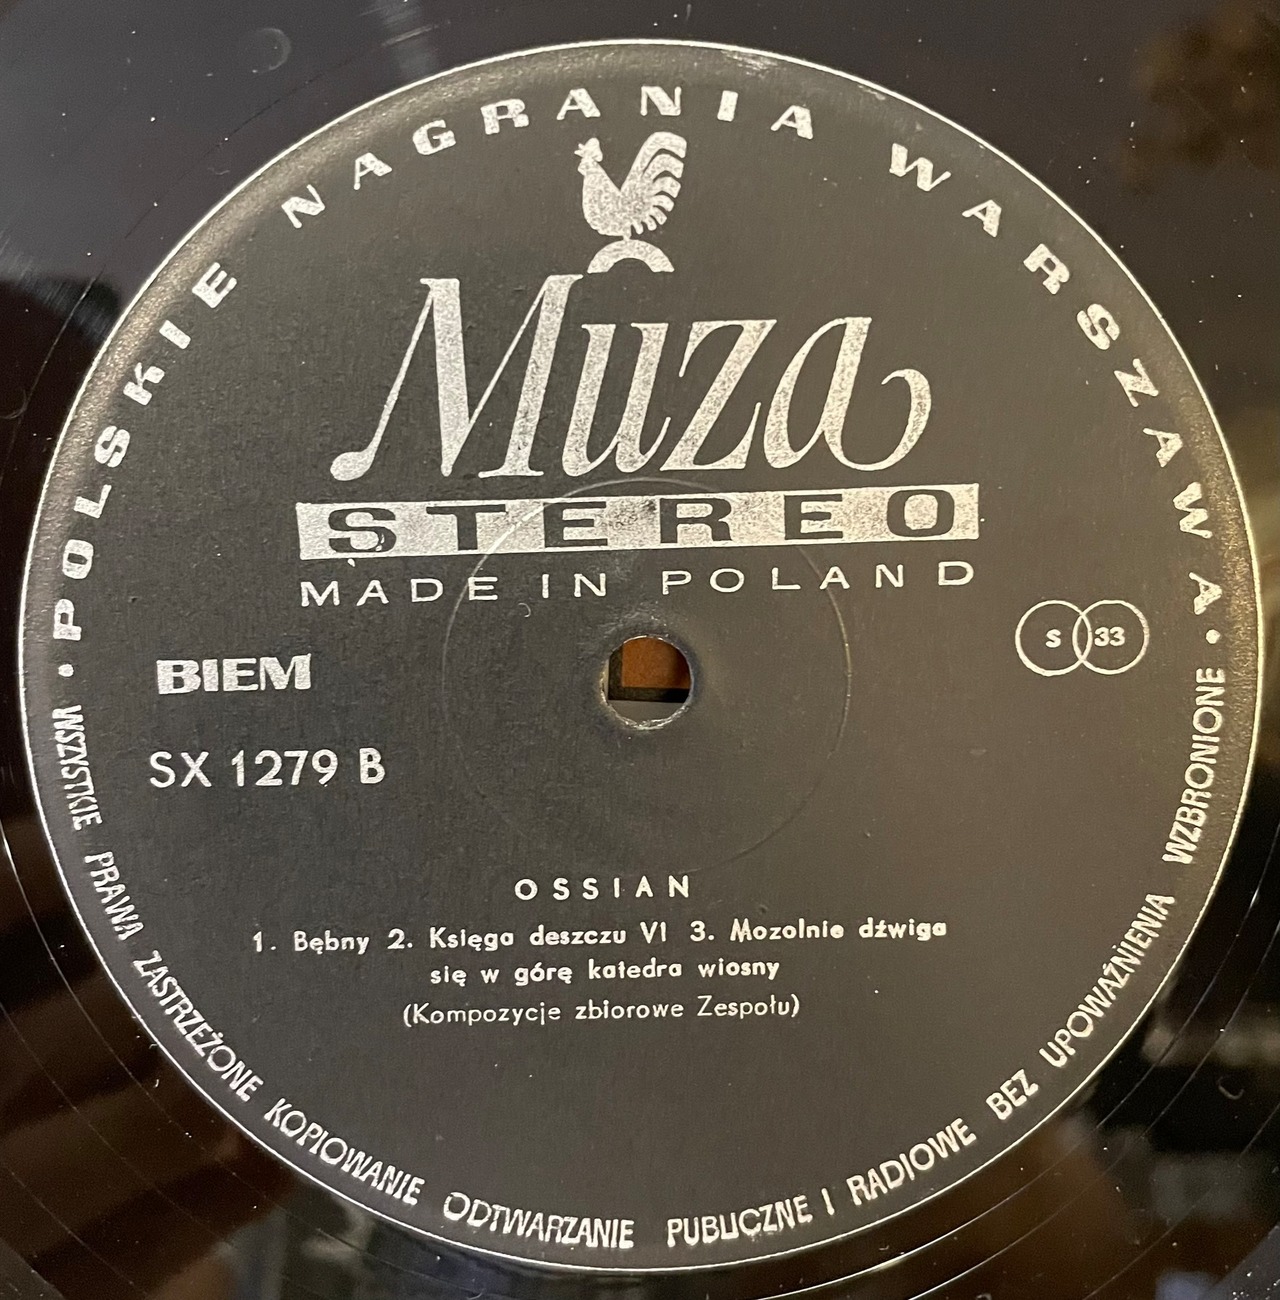 POLSKIE NAGRANIA WARSZAWA
Muza
STEREO
MADE IN POLAND
BIEM
S 33
SX 1279 B
OSSIAN
1. Bębny 2. Księga deszczu VI 3. Mozolnie dźwiga
się w górę katedra wiosny
(Kompozycje zbiorowe Zespołu)
• WSZYSTKIE PRAWA ZASTRZEŻONE KOPIOWANIE ODTWARZANIE PUBLICZNE I RADIOWE BEZ UPOWAŻNIENIA WZBRONIONE •